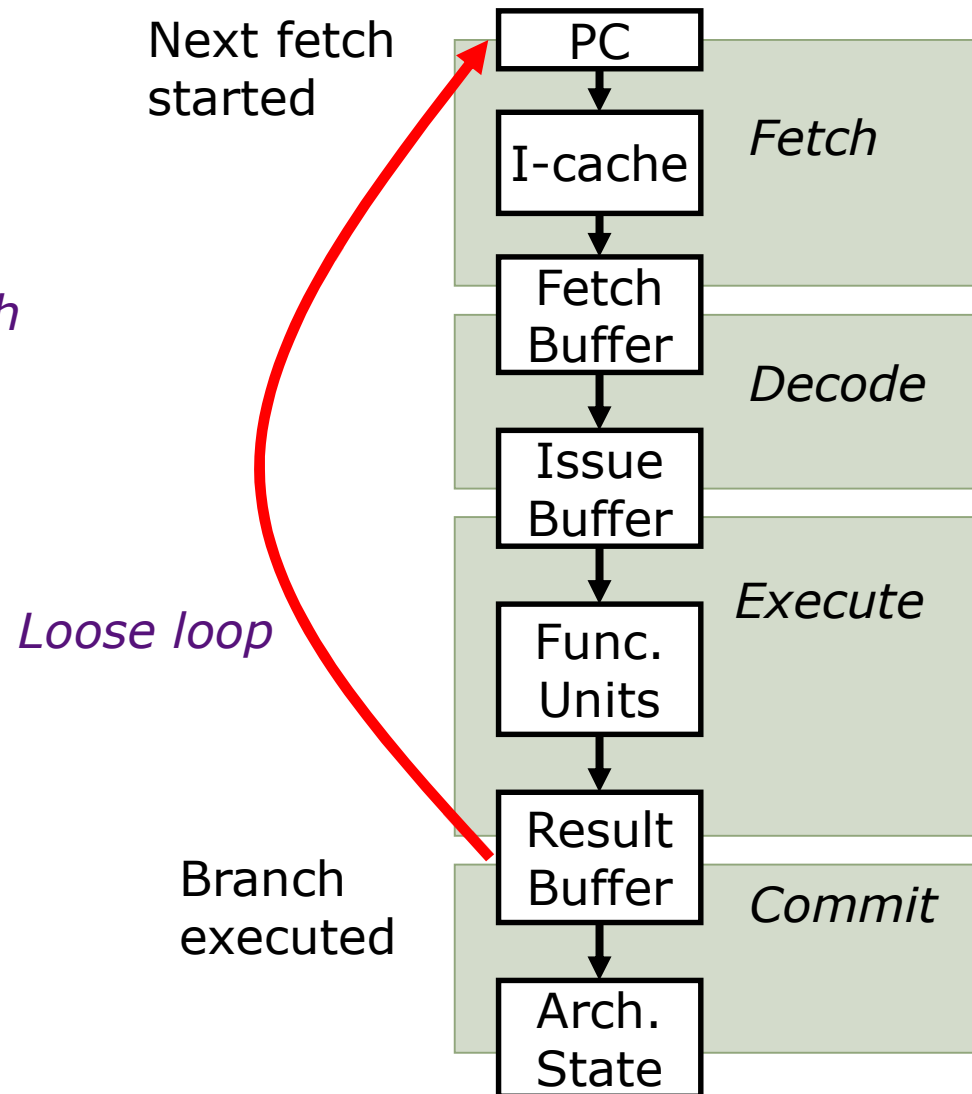 Next fetch
started
PC
I-cache
Fetch
Fetch
Buffer
Decode
Issue
Buffer
Execute
Loose loop
Func.
Units
Result
Buffer
Branch
executed
Commit
Arch.
State